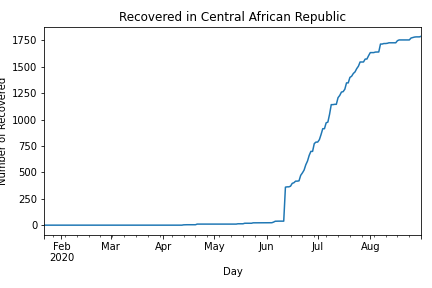 Recovered in Central African Republic
Number of Recovered
1750
1500
1250
1000
750
500
250
0
Feb
2020
Mar
Apr
May
Jun
Jul
Aug
Day